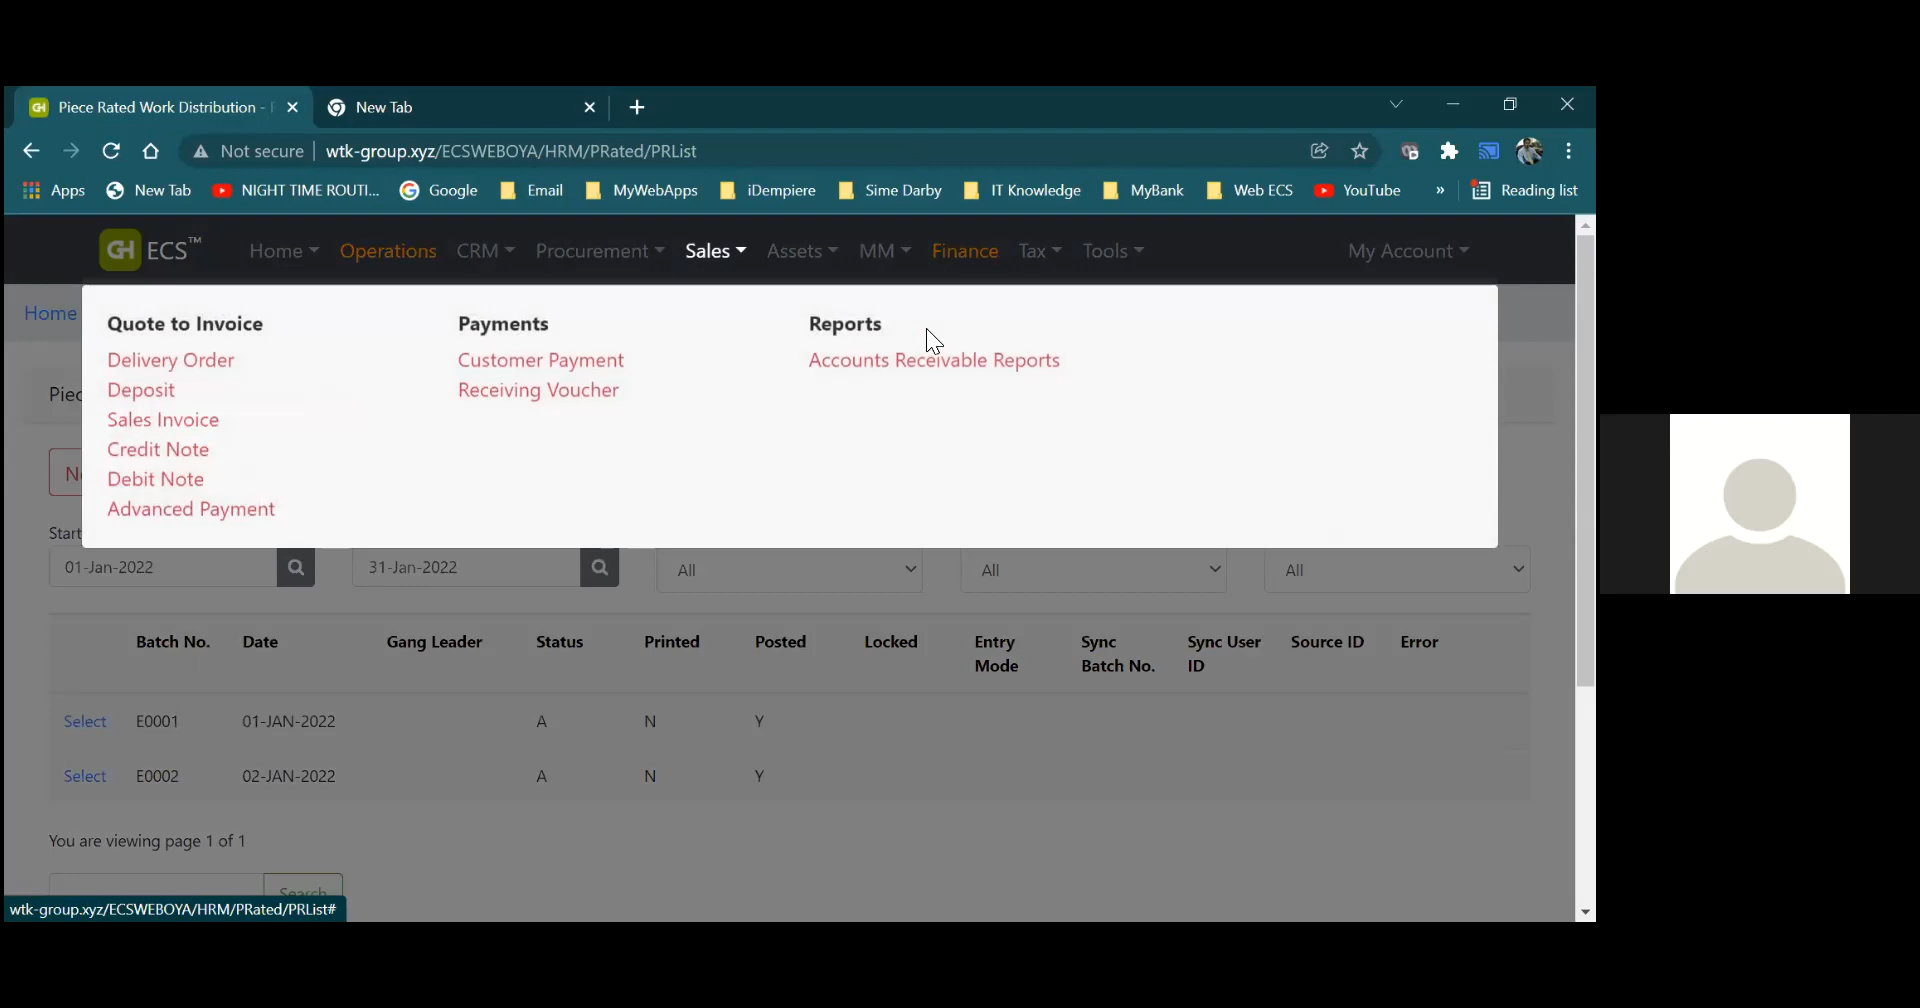 Piece Rated Work Distribution -
New Tab
Not secure
wtk-group.xyz/ECSWEBOYA/HRM/PRated/PRList
Apps
New Tab
NIGHT TIME ROUTI...
Google
Email
MyWebApps
iDempiere
Sime Darby
IT Knowledge
MyBank
Web ECS
YouTube
»
Reading list
GH ECS™
Home
Operations
CRM
Procurement
Sales
Assets
MM
Finance
Tax
Tools
My Account
Home
Quote to Invoice
Delivery Order
Deposit
Sales Invoice
Credit Note
Debit Note
Advanced Payment
Payments
Customer Payment
Receiving Voucher
Reports
Accounts Receivable Reports
Start
01-Jan-2022
31-Jan-2022
All
All
All
Batch No.
Date
Gang Leader
Status
Printed
Posted
Locked
Entry Mode
Sync Batch No.
Sync User ID
Source ID
Error
Select E0001 01-JAN-2022 A N Y
Select E0002 02-JAN-2022 A N Y
You are viewing page 1 of 1
Search
wtk-group.xyz/ECSWEBOYA/HRM/PRated/PRList#